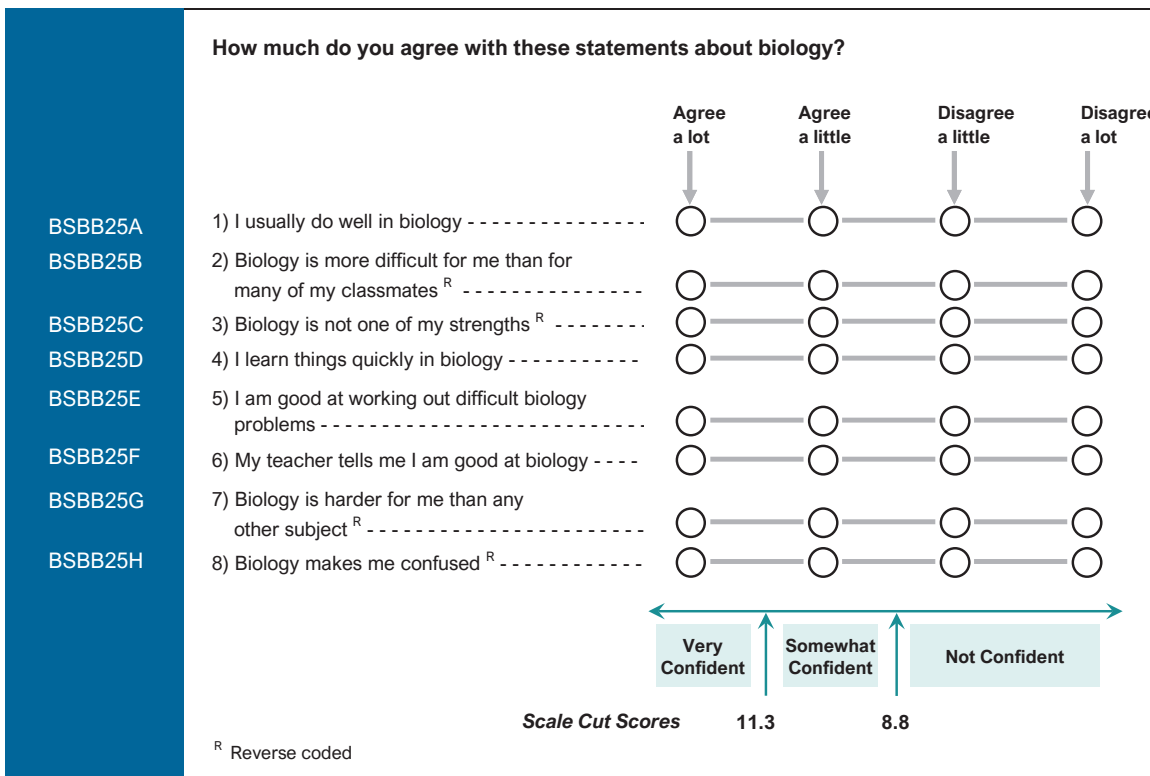 How much do you agree with these statements about biology?
Agree a lot
Agree a little
Disagree a little
Disagree a lot
BSBB25A 1) I usually do well in biology - - - - - - - - - - - - - - -
BSBB25B 2) Biology is more difficult for me than for
many of my classmates R - - - - - - - - - - - - - - -
BSBB25C 3) Biology is not one of my strengths R - - - - - - -
BSBB25D 4) I learn things quickly in biology - - - - - - - - - - -
BSBB25E 5) I am good at working out difficult biology
problems - - - - - - - - - - - - - - - - - - - - - - - - - - -
BSBB25F 6) My teacher tells me I am good at biology - - - -
BSBB25G 7) Biology is harder for me than any
other subject R - - - - - - - - - - - - - - - - - - - - - - -
BSBB25H 8) Biology makes me confused R - - - - - - - - - - - -
Very Confident
Somewhat Confident
Not Confident
Scale Cut Scores 11.3 8.8
R Reverse coded